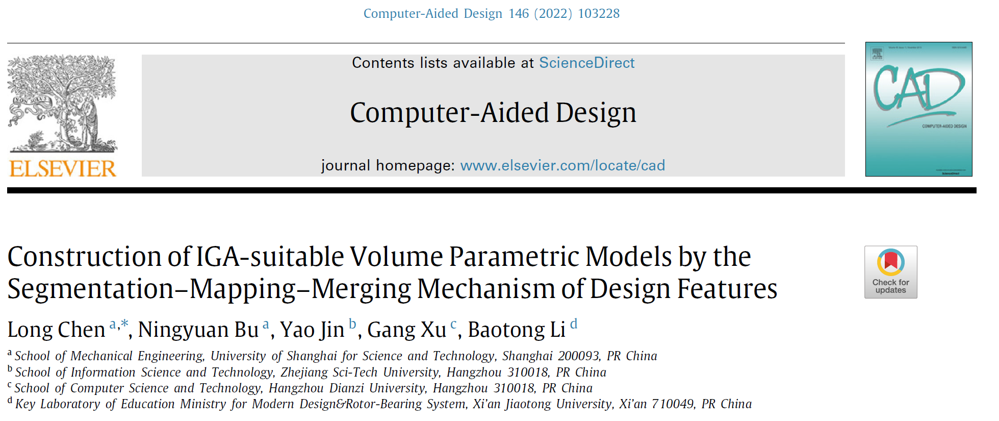 Computer-Aided Design 146 (2022) 103228
Contents lists available at ScienceDirect
Computer-Aided Design
journal homepage: www.elsevier.com/locate/cad
ELSEVIER
CAD
COMPUTER-AIDED DESIGN
ScienceDirect
Construction of IGA-suitable Volume Parametric Models by the
Segmentation–Mapping–Merging Mechanism of Design Features
Check for
updates
Long Chen a,*, Ningyuan Bu a, Yao Jin b, Gang Xu c, Baotong Li d
a School of Mechanical Engineering, University of Shanghai for Science and Technology, Shanghai 200093, PR China
b School of Information Science and Technology, Zhejiang Sci-Tech University, Hangzhou 310018, PR China
c School of Computer Science and Technology, Hangzhou Dianzi University, Hangzhou 310018, PR China
d Key Laboratory of Education Ministry for Modern Design&Rotor-Bearing System, Xi'an Jiaotong University, Xi'an 710049, PR China